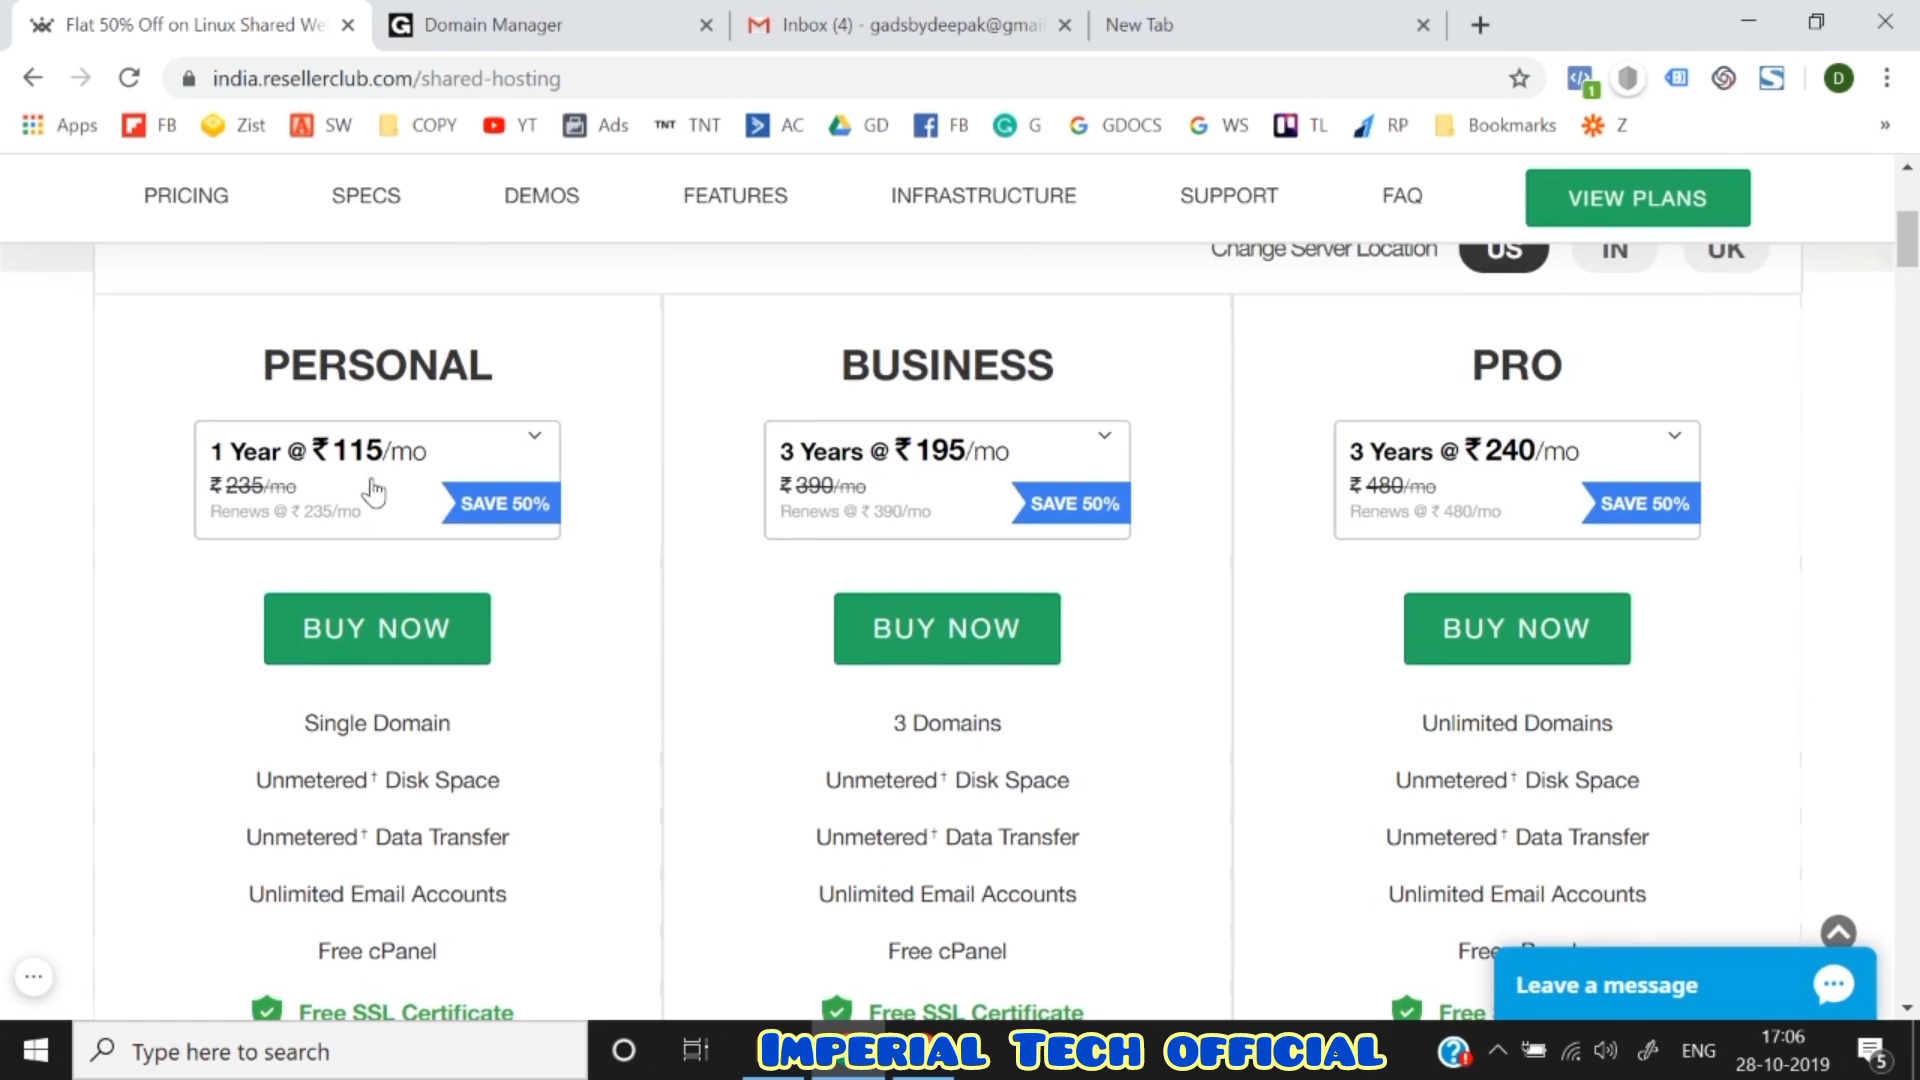 Flat 50% Off on Linux Shared We
Domain Manager
Inbox (4) - gadsbydeepak@gmai
New Tab
india.resellerclub.com/shared-hosting
1
D
Apps
FB
Zist
SW
COPY
YT
Ads
TNT TNT
AC
GD
FB
G
GDOCS
WS
TL
RP
Bookmarks
Z
»
PRICING
SPECS
DEMOS
FEATURES
INFRASTRUCTURE
SUPPORT
FAQ
VIEW PLANS
Change Server Location
US
IN
UK
PERSONAL
1 Year @ ₹115/mo
₹ 235/mo
Renews @ ₹ 235/mo
SAVE 50%
BUY NOW
Single Domain
Unmetered† Disk Space
Unmetered† Data Transfer
Unlimited Email Accounts
Free cPanel
Free SSL Certificate
BUSINESS
3 Years @ ₹195/mo
₹ 390/mo
Renews @ ₹ 390/mo
SAVE 50%
BUY NOW
3 Domains
Unmetered† Disk Space
Unmetered† Data Transfer
Unlimited Email Accounts
Free cPanel
Free SSL Certificate
PRO
3 Years @ ₹240/mo
₹ 480/mo
Renews @ ₹ 480/mo
SAVE 50%
BUY NOW
Unlimited Domains
Unmetered† Disk Space
Unmetered† Data Transfer
Unlimited Email Accounts
Free
Free
Leave a message
Type here to search
Imperial Tech official
ENG
17:06
28-10-2019
5